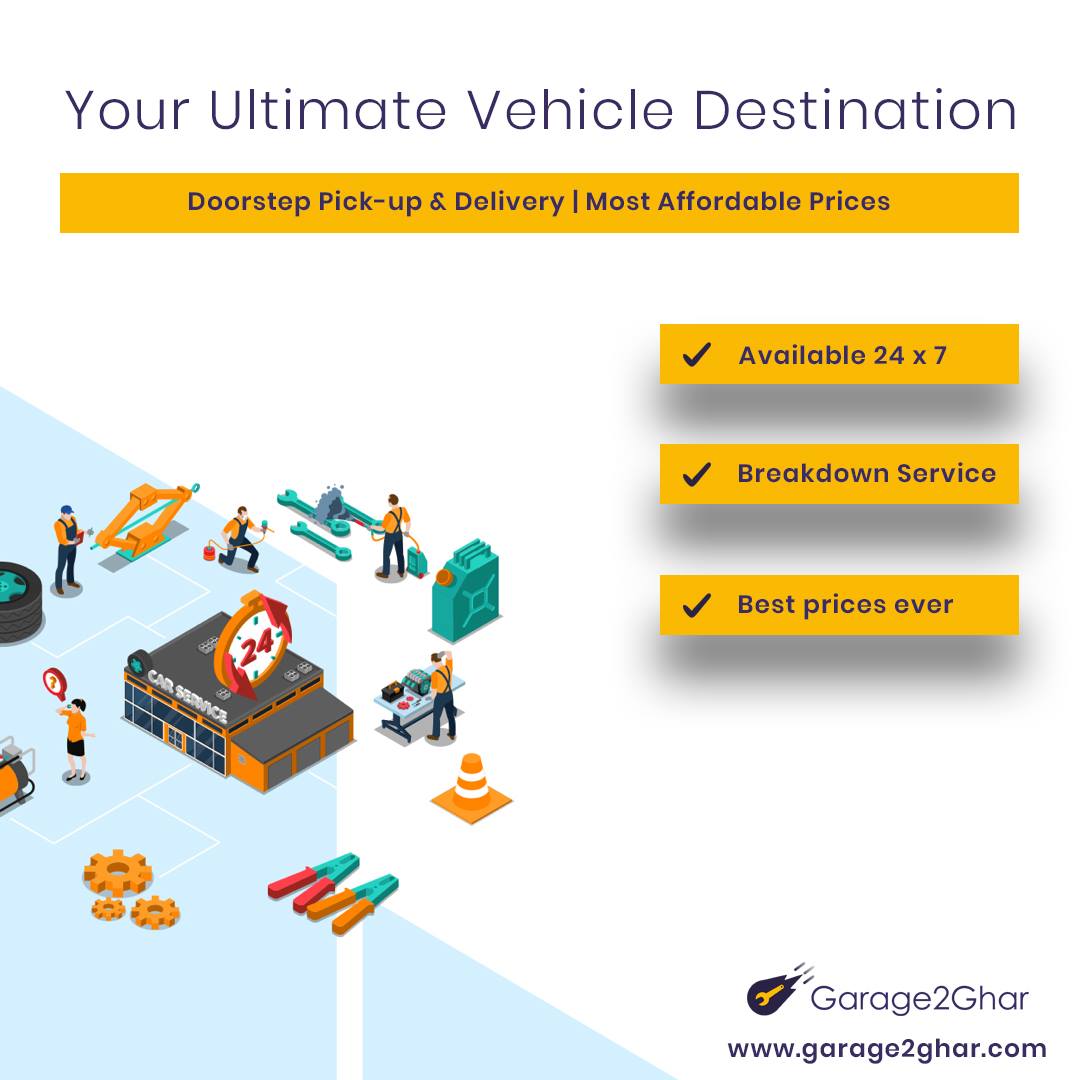 Your Ultimate Vehicle Destination
Doorstep Pick-up & Delivery | Most Affordable Prices
Available 24 x 7
Breakdown Service
Best prices ever
24
CAR SERVICE
?
Garage2Ghar
www.garage2ghar.com